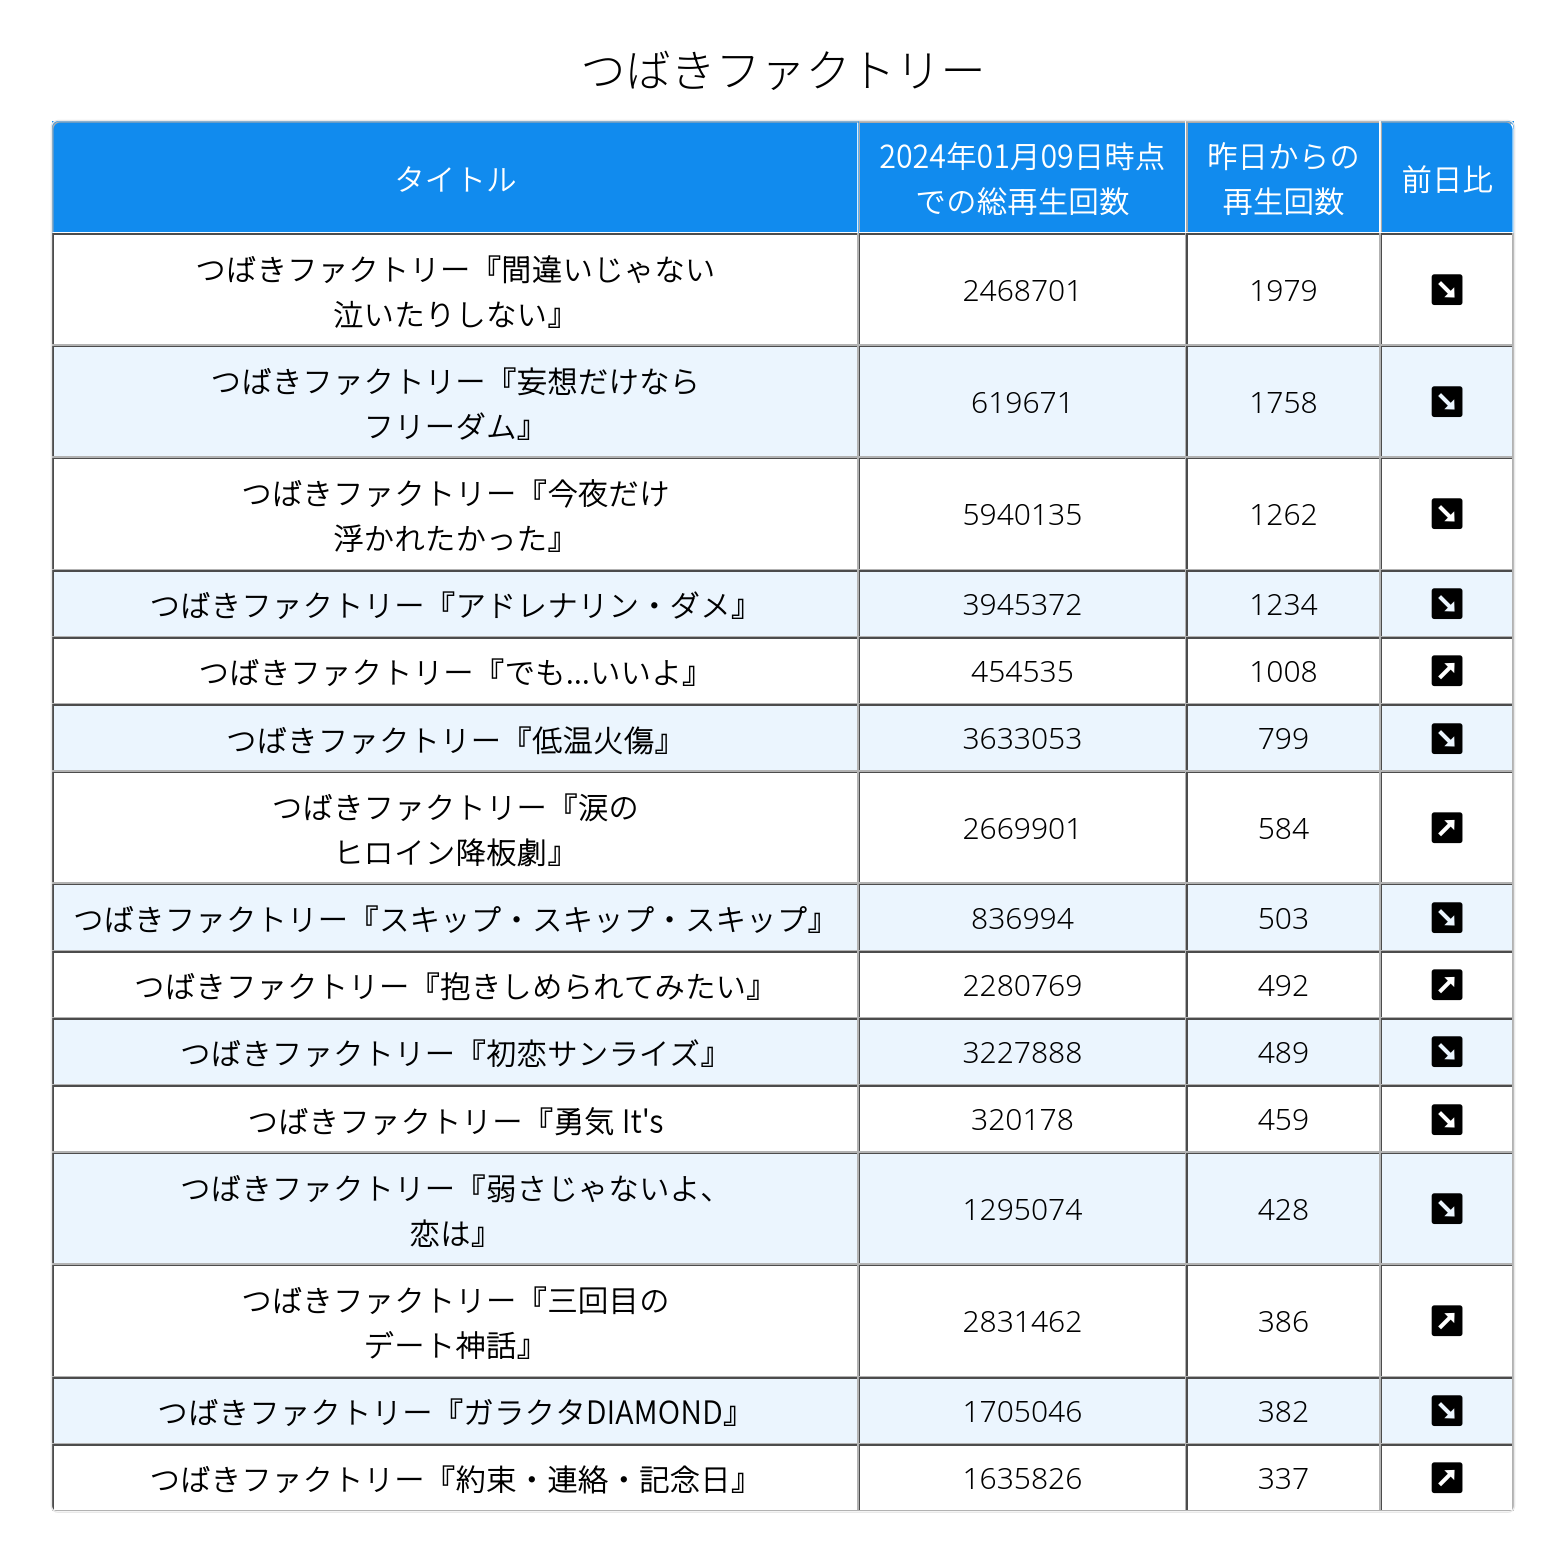 つばきファクトリー
タイトル
2024年01月09日時点
での総再生回数
昨日からの
再生回数
前日比
つばきファクトリー『間違いじゃない
泣いたりしない』
2468701
1979
つばきファクトリー『妄想だけなら
フリーダム』
619671
1758
つばきファクトリー『今夜だけ
浮かれたかった』
5940135
1262
つばきファクトリー『アドレナリン・ダメ』
3945372
1234
つばきファクトリー『でも...いいよ』
454535
1008
つばきファクトリー『低温火傷』
3633053
799
つばきファクトリー『涙の
ヒロイン降板劇』
2669901
584
つばきファクトリー『スキップ・スキップ・スキップ』
836994
503
つばきファクトリー『抱きしめられてみたい』
2280769
492
つばきファクトリー『初恋サンライズ』
3227888
489
つばきファクトリー『勇気 It's
320178
459
つばきファクトリー『弱さじゃないよ、
恋は』
1295074
428
つばきファクトリー『三回目の
デート神話』
2831462
386
つばきファクトリー『ガラクタDIAMOND』
1705046
382
つばきファクトリー『約束・連絡・記念日』
1635826
337